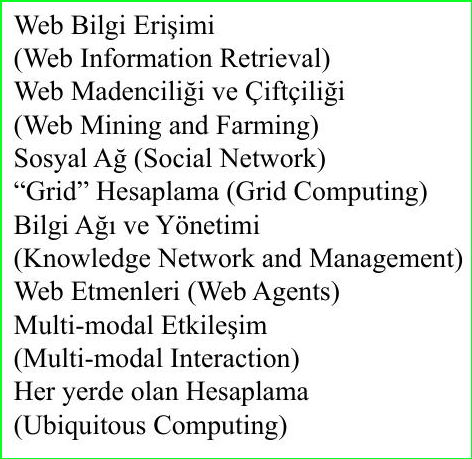 Web Bilgi Erişimi
(Web Information Retrieval)
Web Madenciliği ve Çiftçiliği
(Web Mining and Farming)
Sosyal Ağ (Social Network)
“Grid” Hesaplama (Grid Computing)
Bilgi Ağı ve Yönetimi
(Knowledge Network and Management)
Web Etmenleri (Web Agents)
Multi-modal Etkileşim
(Multi-modal Interaction)
Her yerde olan Hesaplama
(Ubiquitous Computing)